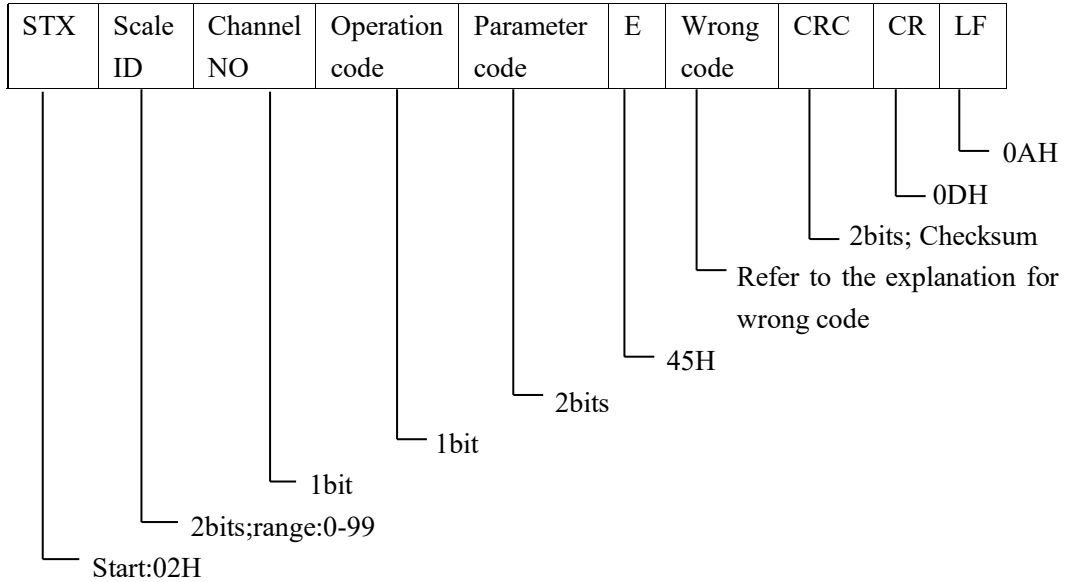 STX Scale ID Channel NO Operation code Parameter code E Wrong code CRC CR LF
0AH
0DH
2bits; Checksum
Refer to the explanation for
wrong code
45H
2bits
1bit
1bit
2bits;range:0-99
Start:02H